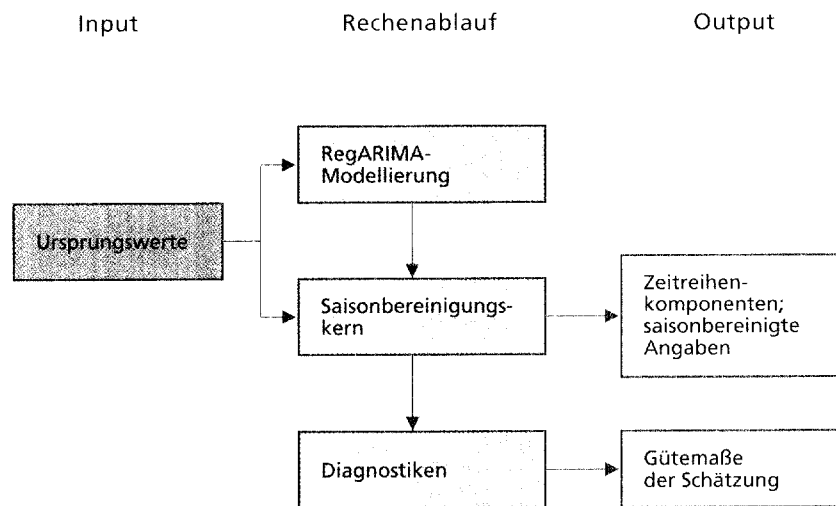 Input
Rechenablauf
Output
RegARIMA-
Modellierung
Ursprungswerte
Saisonbereinigungs-
kern
Zeitreihen-
komponenten;
saisonbereinigte
Angaben
Diagnostiken
Gütemaße
der Schätzung